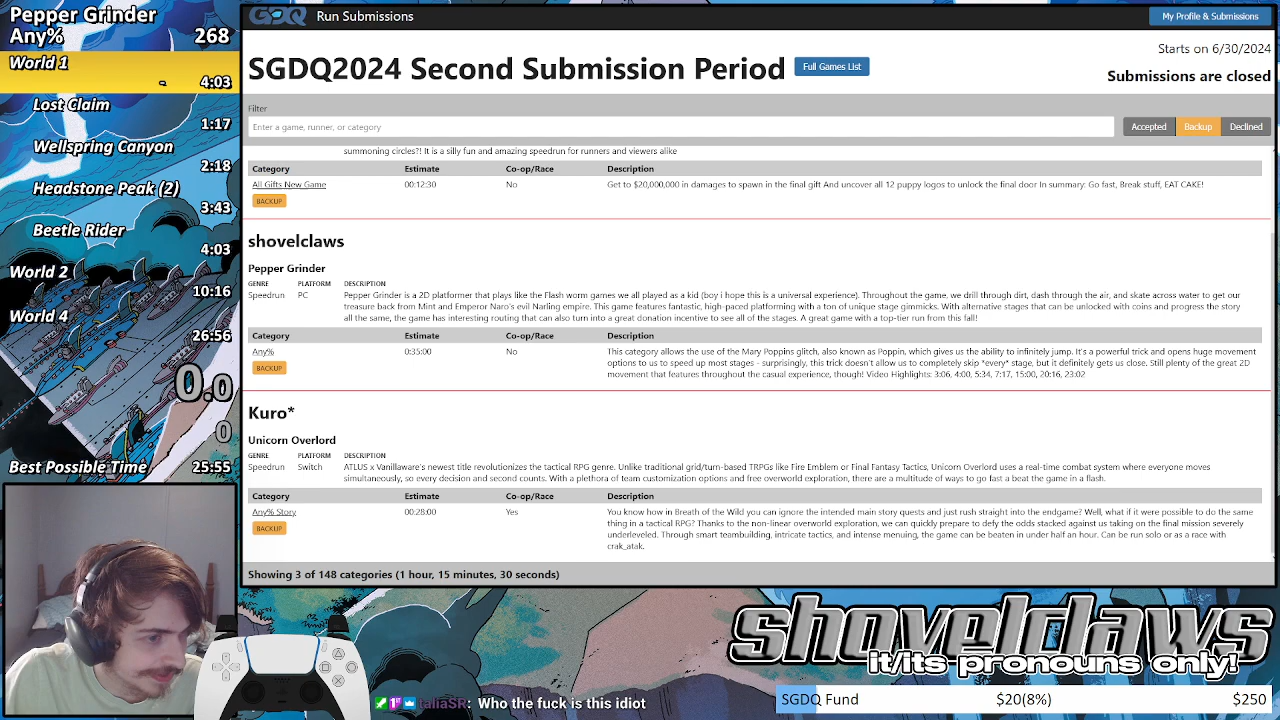 Pepper Grinder
Any% 268
World 1 - 4:03
Lost Claim 1:17
Wellspring Canyon 2:18
Headstone Peak (2) 3:43
Beetle Rider 4:03
World 2 10:16
World 4 26:56
0.0
0
Best Possible Time 25:55
GDQ Run Submissions My Profile & Submissions
Starts on 6/30/2024
SGDQ2024 Second Submission Period Full Games List
Submissions are closed
Filter
Enter a game, runner, or category Accepted Backup Declined
summoning circles?! It is a silly fun and amazing speedrun for runners and viewers alike
Category Estimate Co-op/Race Description
All Gifts New Game 00:12:30 No Get to $20,000,000 in damages to spawn in the final gift And uncover all 12 puppy logos to unlock the final door In summary: Go fast, Break stuff, EAT CAKE!
BACKUP
shovelclaws
Pepper Grinder
GENRE PLATFORM DESCRIPTION
Speedrun PC Pepper Grinder is a 2D platformer that plays like the Flash worm games we all played as a kid (boy i hope this is a universal experience). Throughout the game, we drill through dirt, dash through the air, and skate across water to get our
treasure back from Mint and Emperor Naro's evil Narling empire. This game features fantastic, high-paced platforming with a ton of unique stage gimmicks. With alternative stages that can be unlocked with coins and progress the story
all the same, the game has interesting routing that can also turn into a great donation incentive to see all of the stages. A great game with a top-tier run from this fall!
Category Estimate Co-op/Race Description
Any% 0:35:00 No This category allows the use of the Mary Poppins glitch, also known as Poppin, which gives us the ability to infinitely jump. It's a powerful trick and opens huge movement
BACKUP options to us to speed up most stages - surprisingly, this trick doesn't allow us to completely skip *every* stage, but it definitely gets us close. Still plenty of the great 2D
movement that features throughout the casual experience, though! Video Highlights: 3:06, 4:00, 5:34, 7:17, 15:00, 20:16, 23:02
Kuro*
Unicorn Overlord
GENRE PLATFORM DESCRIPTION
Speedrun Switch ATLUS x Vanillaware's newest title revolutionizes the tactical RPG genre. Unlike traditional grid/turn-based TRPGs like Fire Emblem or Final Fantasy Tactics, Unicorn Overlord uses a real-time combat system where everyone moves
simultaneously, so every decision and second counts. With a plethora of team customization options and free overworld exploration, there are a multitude of ways to go fast a beat the game in a flash.
Category Estimate Co-op/Race Description
Any% Story 00:28:00 Yes You know how in Breath of the Wild you can ignore the intended main story quests and just rush straight into the endgame? Well, what if it were possible to do the same
BACKUP thing in a tactical RPG? Thanks to the non-linear overworld exploration, we can quickly prepare to defy the odds stacked against us taking on the final mission severely
underleveled. Through smart teambuilding, intricate tactics, and intense menuing, the game can be beaten in under half an hour. Can be run solo or as a race with
crak_atak.
Showing 3 of 148 categories (1 hour, 15 minutes, 30 seconds)
shovelclaws
it/its pronouns only!
taliaSR: Who the fuck is this idiot
SGDQ Fund $20(8%) $250